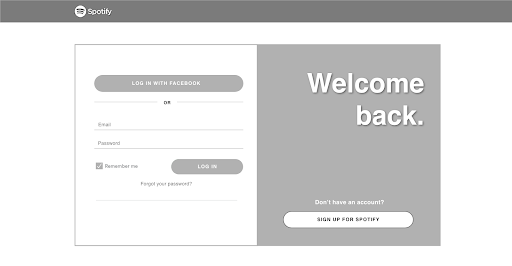 Spotify
LOG IN WITH FACEBOOK
OR
Email
Password
Remember me
LOG IN
Forgot your password?
Welcome
back.
Don't have an account?
SIGN UP FOR SPOTIFY